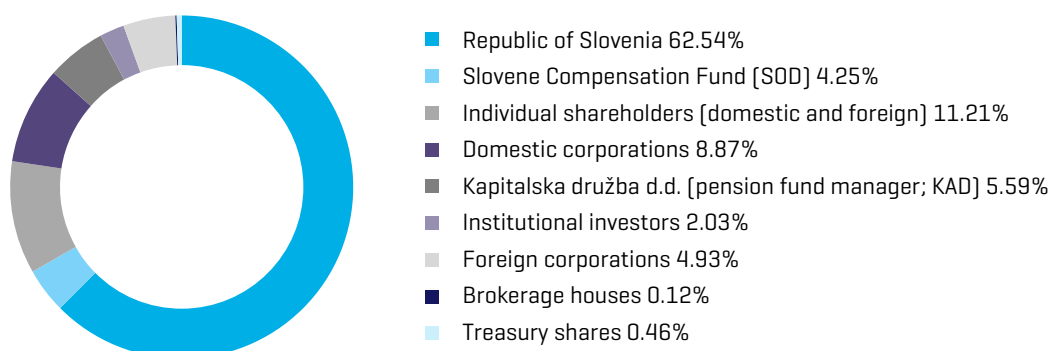 Republic of Slovenia 62.54%
Slovene Compensation Fund (SOD) 4.25%
Individual shareholders (domestic and foreign) 11.21%
Domestic corporations 8.87%
Kapitalska družba d.d. (pension fund manager; KAD) 5.59%
Institutional investors 2.03%
Foreign corporations 4.93%
Brokerage houses 0.12%
Treasury shares 0.46%